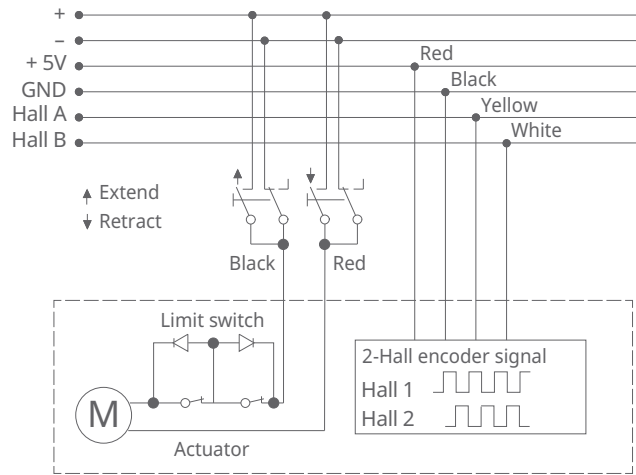 +
–
+ 5V
GND
Hall A
Hall B
Red
Black
Yellow
White
Extend
Retract
Black
Red
Limit switch
M
Actuator
2-Hall encoder signal
Hall 1
Hall 2